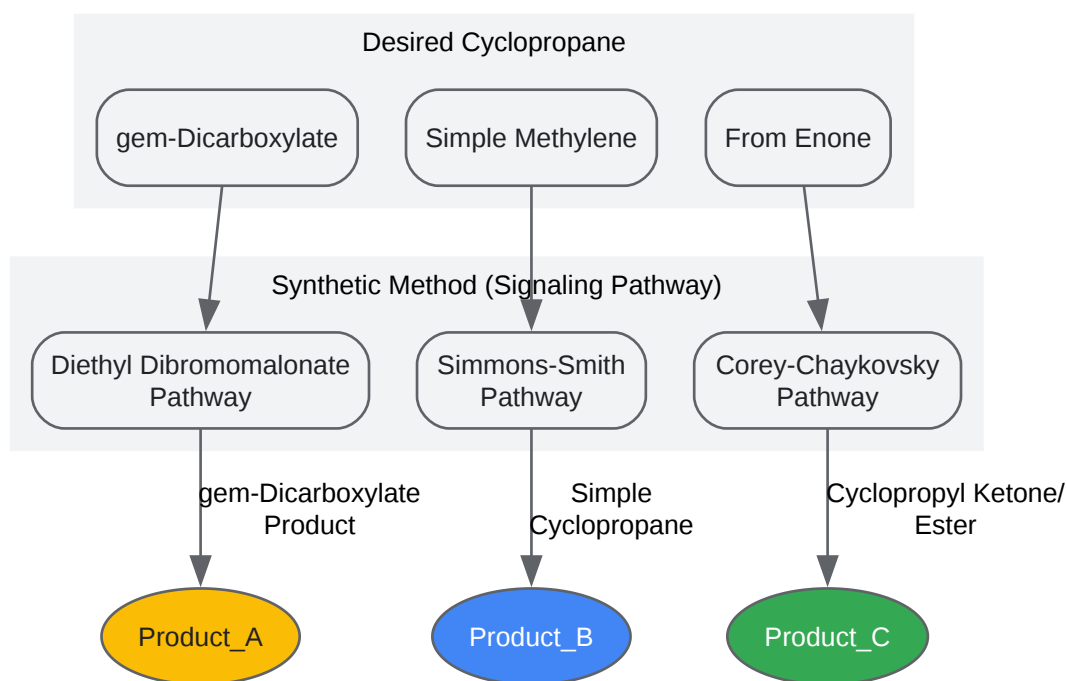 Desired Cyclopropane
gem-Dicarboxylate
Simple Methylene
From Enone
Synthetic Method (Signaling Pathway)
Diethyl Dibromomalonate
Pathway
Simmons-Smith
Pathway
Corey-Chaykovsky
Pathway
gem-Dicarboxylate
Product
Simple
Cyclopropane
Cyclopropyl Ketone/
Ester
Product_A
Product_B
Product_C